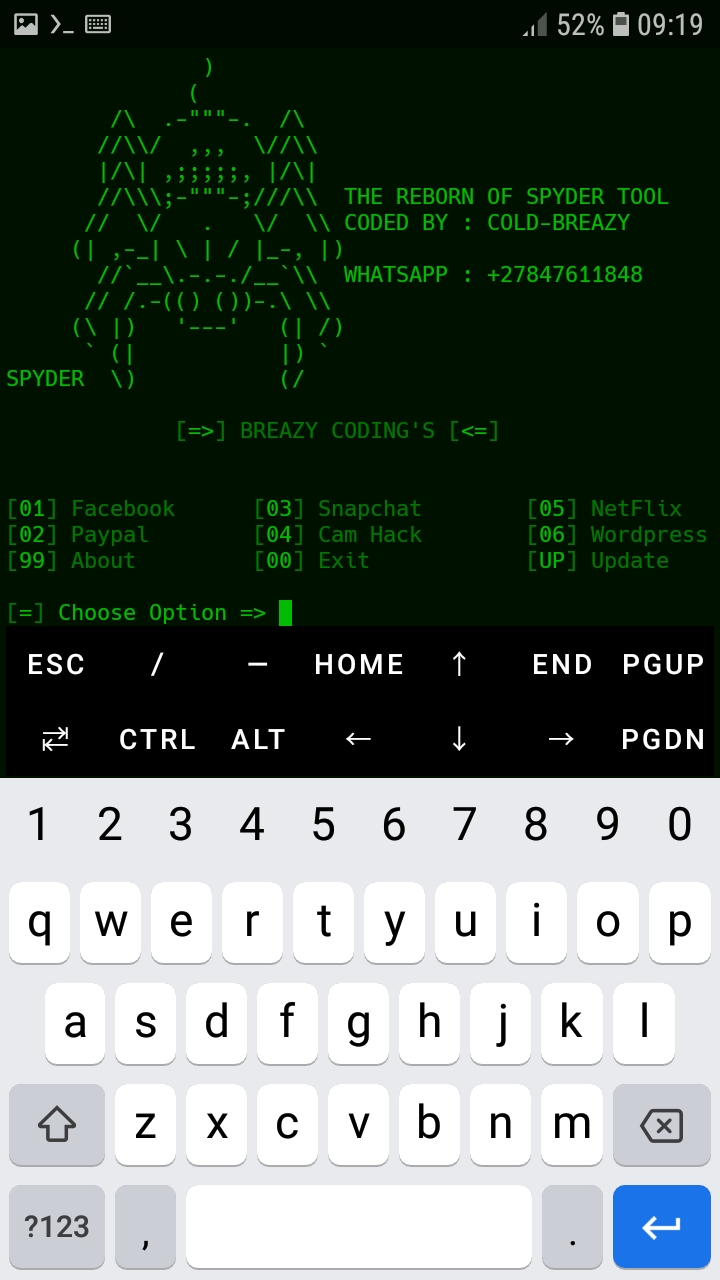 52% 09:19
THE REBORN OF SPYDER TOOL
CODED BY : COLD-BREAZY
WHATSAPP : +27847611848
SPYDER
[=>] BREAZY CODING'S [<=]
[01] Facebook [03] Snapchat [05] NetFlix
[02] Paypal [04] Cam Hack [06] Wordpress
[99] About [00] Exit [UP] Update
[=] Choose Option =>
ESC / — HOME ↑ END PGUP
CTRL ALT ← ↓ → PGDN
1 2 3 4 5 6 7 8 9 0
q w e r t y u i o p
a s d f g h j k l
z x c v b n m
?123 , .